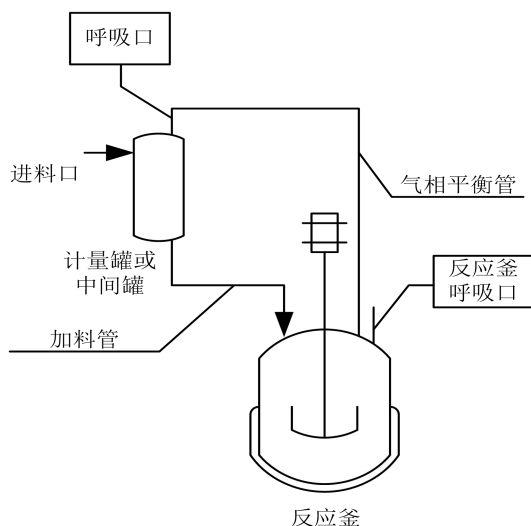 呼吸口
进料口
气相平衡管
计量罐或
中间罐
反应釜
呼吸口
加料管
反应釜